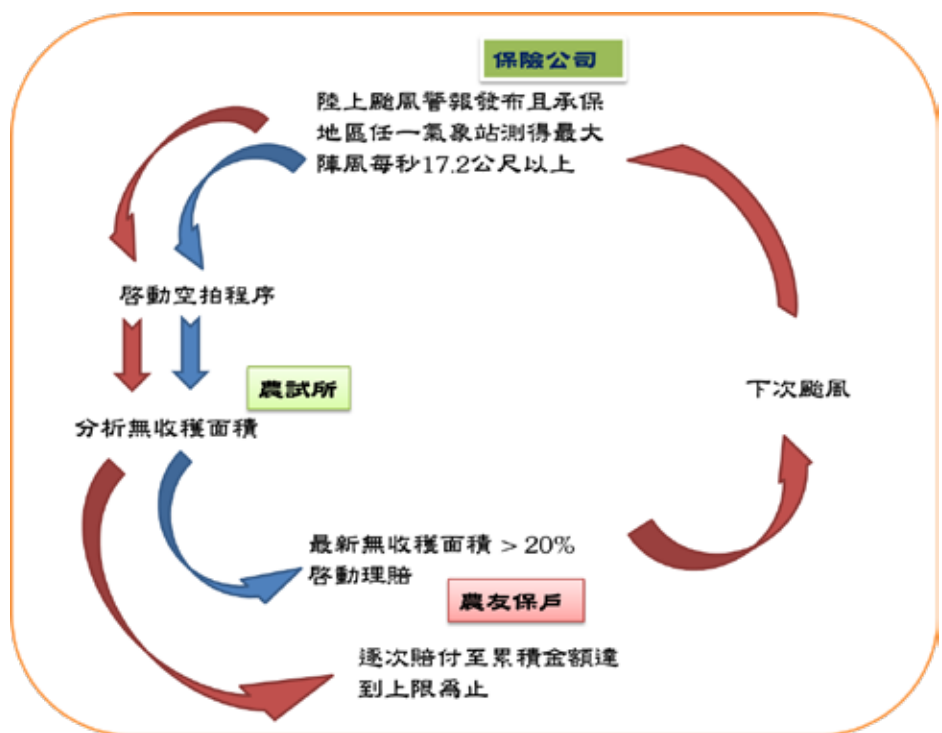 保險公司
陸上颱風警報發布且承保
地區任一氣象站測得最大
陣風每秒17.2公尺以上
啓動空拍程序
農試所
分析無收穫面積
下次颱風
最新無收穫面積 > 20%
啓動理賠
農友保戶
逐次賠付至累積金額達
到上限爲止